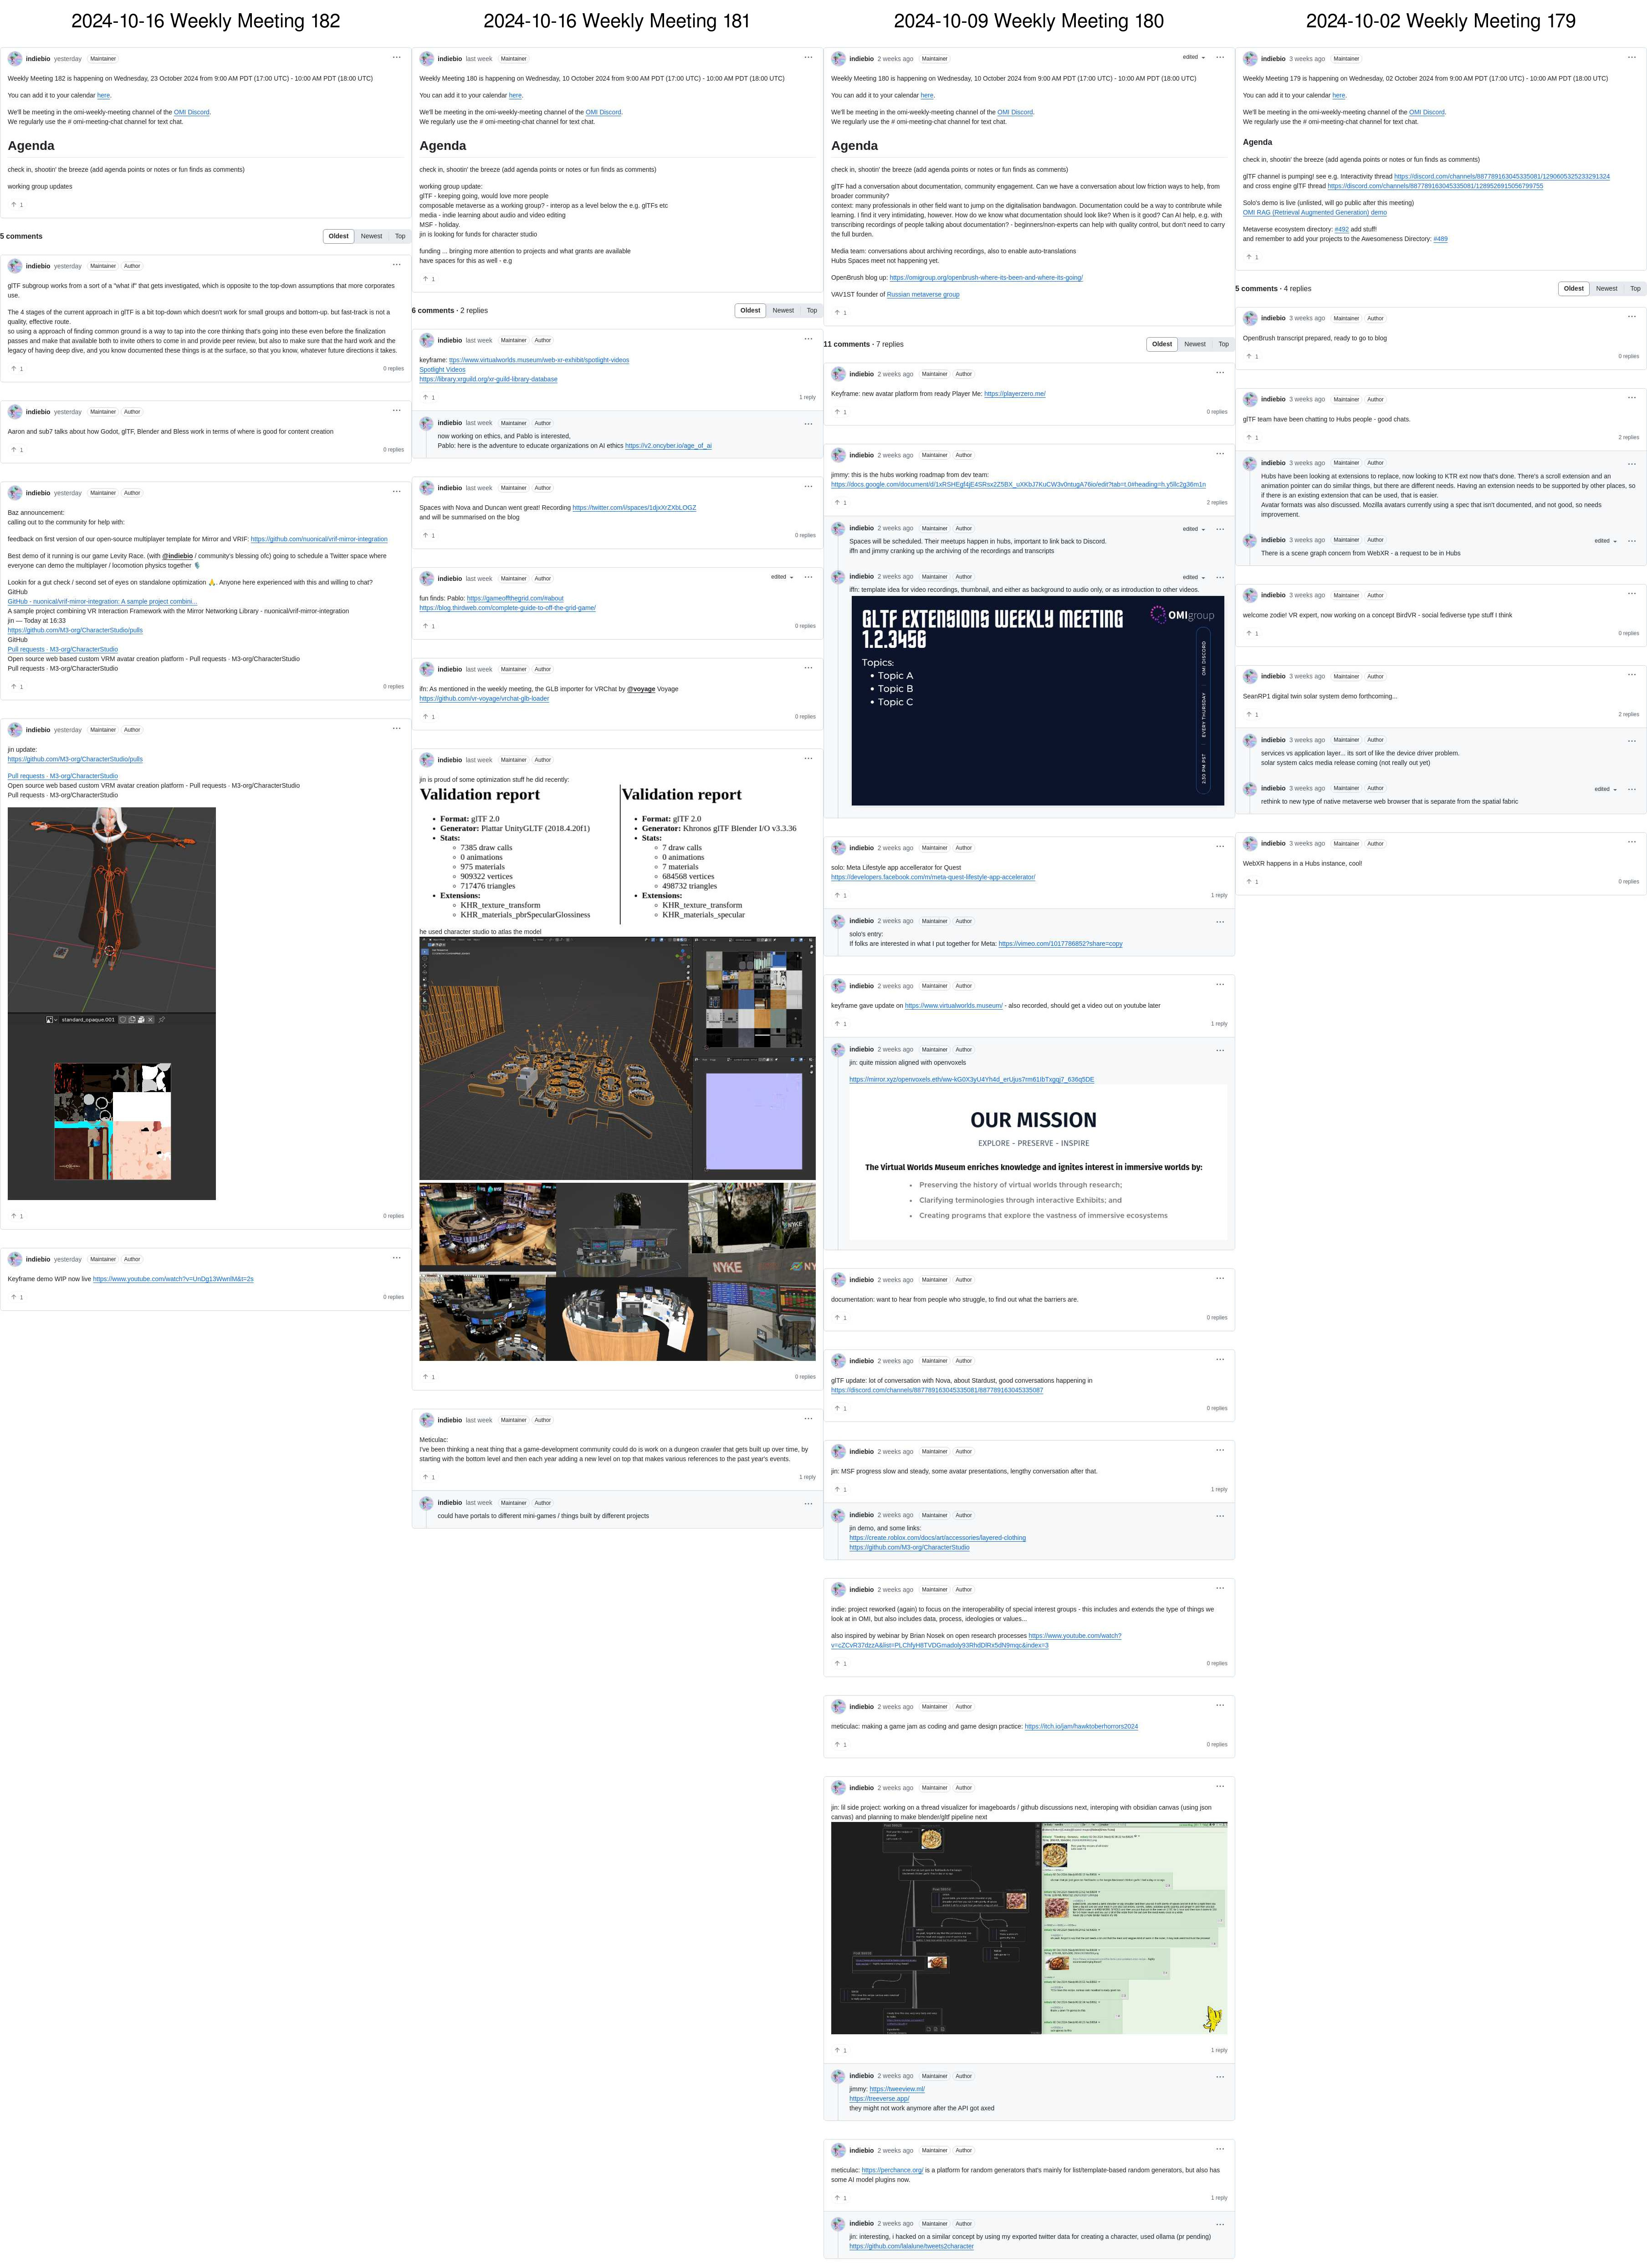 2024-10-16 Weekly Meeting 182
indiebio yesterday Maintainer
Weekly Meeting 182 is happening on Wednesday, 23 October 2024 from 9:00 AM PDT (17:00 UTC) - 10:00 AM PDT (18:00 UTC)
You can add it to your calendar here.
We'll be meeting in the omi-weekly-meeting channel of the OMI Discord.
We regularly use the # omi-meeting-chat channel for text chat.
Agenda
check in, shootin' the breeze (add agenda points or notes or fun finds as comments)
working group updates
1
5 comments
Oldest Newest Top
indiebio yesterday Maintainer Author
glTF subgroup works from a sort of a "what if" that gets investigated, which is opposite to the top-down assumptions that more corporates
use.
The 4 stages of the current approach in glTF is a bit top-down which doesn't work for small groups and bottom-up. but fast-track is not a
quality, effective route.
so using a approach of finding common ground is a way to tap into the core thinking that's going into these even before the finalization
passes and make that available both to invite others to come in and provide peer review, but also to make sure that the hard work and the
legacy of having deep dive, and you know documented these things is at the surface, so that you know, whatever future directions it takes.
1 0 replies
indiebio yesterday Maintainer Author
Aaron and sub7 talks about how Godot, glTF, Blender and Bless work in terms of where is good for content creation
1 0 replies
indiebio yesterday Maintainer Author
Baz announcement:
calling out to the community for help with:
feedback on first version of our open-source multiplayer template for Mirror and VRIF: https://github.com/nuonical/vrif-mirror-integration
Best demo of it running is our game Levity Race. (with @indiebio / community's blessing ofc) going to schedule a Twitter space where
everyone can demo the multiplayer / locomotion physics together
Lookin for a gut check / second set of eyes on standalone optimization 🙏. Anyone here experienced with this and willing to chat?
GitHub
GitHub - nuonical/vrif-mirror-integration: A sample project combini...
A sample project combining VR Interaction Framework with the Mirror Networking Library - nuonical/vrif-mirror-integration
jin — Today at 16:33
https://github.com/M3-org/CharacterStudio/pulls
GitHub
Pull requests · M3-org/CharacterStudio
Open source web based custom VRM avatar creation platform - Pull requests · M3-org/CharacterStudio
Pull requests · M3-org/CharacterStudio
1 0 replies
indiebio yesterday Maintainer Author
jin update:
https://github.com/M3-org/CharacterStudio/pulls
Pull requests · M3-org/CharacterStudio
Open source web based custom VRM avatar creation platform - Pull requests · M3-org/CharacterStudio
Pull requests · M3-org/CharacterStudio
standard_opaque.001
1 0 replies
indiebio yesterday Maintainer Author
Keyframe demo WIP now live https://www.youtube.com/watch?v=UnDg13WwnlM&t=2s
1 0 replies
2024-10-16 Weekly Meeting 181
indiebio last week Maintainer
Weekly Meeting 180 is happening on Wednesday, 10 October 2024 from 9:00 AM PDT (17:00 UTC) - 10:00 AM PDT (18:00 UTC)
You can add it to your calendar here.
We'll be meeting in the omi-weekly-meeting channel of the OMI Discord.
We regularly use the # omi-meeting-chat channel for text chat.
Agenda
check in, shootin' the breeze (add agenda points or notes or fun finds as comments)
working group update:
glTF - keeping going, would love more people
composable metaverse as a working group? - interop as a level below the e.g. glTFs etc
media - indie learning about audio and video editing
MSF - holiday.
jin is looking for funds for character studio
funding ... bringing more attention to projects and what grants are available
have spaces for this as well - e.g
1
6 comments · 2 replies
Oldest Newest Top
indiebio last week Maintainer Author
keyframe: ttps://www.virtualworlds.museum/web-xr-exhibit/spotlight-videos
Spotlight Videos
https://library.xrguild.org/xr-guild-library-database
1 1 reply
indiebio last week Maintainer Author
now working on ethics, and Pablo is interested,
Pablo: here is the adventure to educate organizations on AI ethics https://v2.oncyber.io/age_of_ai
indiebio last week Maintainer Author
Spaces with Nova and Duncan went great! Recording https://twitter.com/i/spaces/1djxXrZXbLOGZ
and will be summarised on the blog
1 0 replies
indiebio last week Maintainer Author edited
fun finds: Pablo: https://gameoffthegrid.com/#about
https://blog.thirdweb.com/complete-guide-to-off-the-grid-game/
1 0 replies
indiebio last week Maintainer Author
ifn: As mentioned in the weekly meeting, the GLB importer for VRChat by @voyage Voyage
https://github.com/vr-voyage/vrchat-glb-loader
1 0 replies
indiebio last week Maintainer Author
jin is proud of some optimization stuff he did recently:
Validation report
Format: glTF 2.0
Generator: Plattar UnityGLTF (2018.4.20f1)
Stats:
7385 draw calls
0 animations
975 materials
909322 vertices
717476 triangles
Extensions:
KHR_texture_transform
KHR_materials_pbrSpecularGlossiness
Validation report
Format: glTF 2.0
Generator: Khronos glTF Blender I/O v3.3.36
Stats:
7 draw calls
0 animations
7 materials
684568 vertices
498732 triangles
Extensions:
KHR_texture_transform
KHR_materials_specular
he used character studio to atlas the model
NYKE
NYKE
NY
1 0 replies
indiebio last week Maintainer Author
Meticulac:
I've been thinking a neat thing that a game-development community could do is work on a dungeon crawler that gets built up over time, by
starting with the bottom level and then each year adding a new level on top that makes various references to the past year's events.
1 1 reply
indiebio last week Maintainer Author
could have portals to different mini-games / things built by different projects
2024-10-09 Weekly Meeting 180
indiebio 2 weeks ago Maintainer edited
Weekly Meeting 180 is happening on Wednesday, 10 October 2024 from 9:00 AM PDT (17:00 UTC) - 10:00 AM PDT (18:00 UTC)
You can add it to your calendar here.
We'll be meeting in the omi-weekly-meeting channel of the OMI Discord.
We regularly use the # omi-meeting-chat channel for text chat.
Agenda
check in, shootin' the breeze (add agenda points or notes or fun finds as comments)
glTF had a conversation about documentation, community engagement. Can we have a conversation about low friction ways to help, from
broader community?
context: many professionals in other field want to jump on the digitalisation bandwagon. Documentation could be a way to comtribute while
learning. I find it very intimidating, however. How do we know what documentation should look like? When is it good? Can AI help, e.g. with
transcribing recordings of people talking about documentation? - beginners/non-experts can help with quality control, but don't need to carry
the full burden.
Media team: conversations about archiving recordings, also to enable auto-translations
Hubs Spaces meet not happening yet.
OpenBrush blog up: https://omigroup.org/openbrush-where-its-been-and-where-its-going/
VAV1ST founder of Russian metaverse group
1
11 comments · 7 replies
Oldest Newest Top
indiebio 2 weeks ago Maintainer Author
Keyframe: new avatar platform from ready Player Me: https://playerzero.me/
1 0 replies
indiebio 2 weeks ago Maintainer Author
jimmy: this is the hubs working roadmap from dev team:
https://docs.google.com/document/d/1xRSHEgf4jE4SRsx2Z5BX_uXKbJ7KuCW3v0ntugA76io/edit?tab=t.0#heading=h.y5llc2g36m1n
1 2 replies
indiebio 2 weeks ago Maintainer Author edited
Spaces will be scheduled. Their meetups happen in hubs, important to link back to Discord.
iffn and jimmy cranking up the archiving of the recordings and transcripts
indiebio 2 weeks ago Maintainer Author edited
iffn: template idea for video recordings, thumbnail, and either as background to audio only, or as introduction to other videos.
GLTF EXTENSIONS WEEKLY MEETING
1.2.3456
OMIgroup
Topics:
Topic A
Topic B
Topic C
2:30 PM PST EVERY THURSDAY OMI DISCORD
indiebio 2 weeks ago Maintainer Author
solo: Meta Lifestyle app accellerator for Quest
https://developers.facebook.com/m/meta-quest-lifestyle-app-accelerator/
1 1 reply
indiebio 2 weeks ago Maintainer Author
solo's entry:
If folks are interested in what I put together for Meta: https://vimeo.com/1017786852?share=copy
indiebio 2 weeks ago Maintainer Author
keyframe gave update on https://www.virtualworlds.museum/ - also recorded, should get a video out on youtube later
1 1 reply
indiebio 2 weeks ago Maintainer Author
jin: quite mission aligned with openvoxels
OUR MISSION
EXPLORE - PRESERVE - INSPIRE
The Virtual Worlds Museum enriches knowledge and ignites interest in immersive worlds by:
Preserving the history of virtual worlds through research;
Clarifying terminologies through interactive Exhibits; and
Creating programs that explore the vastness of immersive ecosystems
indiebio 2 weeks ago Maintainer Author
documentation: want to hear from people who struggle, to find out what the barriers are.
1 0 replies
indiebio 2 weeks ago Maintainer Author
glTF update: lot of conversation with Nova, about Stardust, good conversations happening in
https://discord.com/channels/887789163045335081/887789163045335087
1 0 replies
indiebio 2 weeks ago Maintainer Author
jin: MSF progress slow and steady, some avatar presentations, lengthy conversation after that.
1 1 reply
indiebio 2 weeks ago Maintainer Author
jin demo, and some links:
https://create.roblox.com/docs/art/accessories/layered-clothing
https://github.com/M3-org/CharacterStudio
indiebio 2 weeks ago Maintainer Author
indie: project reworked (again) to focus on the interoperability of special interest groups - this includes and extends the type of things we
look at in OMI, but also includes data, process, ideologies or values...
also inspired by webinar by Brian Nosek on open research processes https://www.youtube.com/watch?
v=cZCvR37dzzA&list=PLChfyH8TVDGmadoly93RhdDlRx5dN9mqc&index=3
1 0 replies
indiebio 2 weeks ago Maintainer Author
meticulac: making a game jam as coding and game design practice: https://itch.io/jam/hawktoberhorrors2024
1 0 replies
indiebio 2 weeks ago Maintainer Author
jin: lil side project: working on a thread visualizer for imageboards / github discussions next, interoping with obsidian canvas (using json
canvas) and planning to make blender/gltf pipeline next
1 1 reply
indiebio 2 weeks ago Maintainer Author
jimmy: https://tweeview.ml/
https://treeverse.app/
they might not work anymore after the API got axed
indiebio 2 weeks ago Maintainer Author
meticulac: https://perchance.org/ is a platform for random generators that's mainly for list/template-based random generators, but also has
some AI model plugins now.
1 1 reply
indiebio 2 weeks ago Maintainer Author
jin: interesting, i hacked on a similar concept by using my exported twitter data for creating a character, used ollama (pr pending)
https://github.com/lalalune/tweets2character
2024-10-02 Weekly Meeting 179
indiebio 3 weeks ago Maintainer
Weekly Meeting 179 is happening on Wednesday, 02 October 2024 from 9:00 AM PDT (17:00 UTC) - 10:00 AM PDT (18:00 UTC)
You can add it to your calendar here.
We'll be meeting in the omi-weekly-meeting channel of the OMI Discord.
We regularly use the # omi-meeting-chat channel for text chat.
Agenda
check in, shootin' the breeze (add agenda points or notes or fun finds as comments)
glTF channel is pumping! see e.g. Interactivity thread https://discord.com/channels/887789163045335081/1290605325233291324
and cross engine glTF thread https://discord.com/channels/887789163045335081/1289526915056799755
Solo's demo is live (unlisted, will go public after this meeting)
OMI RAG (Retrieval Augmented Generation) demo
Metaverse ecosystem directory: #492 add stuff!
and remember to add your projects to the Awesomeness Directory: #489
1
5 comments · 4 replies
Oldest Newest Top
indiebio 3 weeks ago Maintainer Author
OpenBrush transcript prepared, ready to go to blog
1 0 replies
indiebio 3 weeks ago Maintainer Author
glTF team have been chatting to Hubs people - good chats.
1 2 replies
indiebio 3 weeks ago Maintainer Author
Hubs have been looking at extensions to replace, now looking to KTR ext now that's done. There's a scroll extension and an
animation pointer can do similar things, but there are different needs. Having an extension needs to be supported by other places, so
if there is an existing extension that can be used, that is easier.
Avatar formats was also discussed. Mozilla avatars currently using a spec that isn't documented, and not good, so needs
improvement.
indiebio 3 weeks ago Maintainer Author edited
There is a scene graph concern from WebXR - a request to be in Hubs
indiebio 3 weeks ago Maintainer Author
welcome zodie! VR expert, now working on a concept BirdVR - social fediverse type stuff I think
1 0 replies
indiebio 3 weeks ago Maintainer Author
SeanRP1 digital twin solar system demo forthcoming...
1 2 replies
indiebio 3 weeks ago Maintainer Author
services vs application layer... its sort of like the device driver problem.
solar system calcs media release coming (not really out yet)
indiebio 3 weeks ago Maintainer Author edited
rethink to new type of native metaverse web browser that is separate from the spatial fabric
indiebio 3 weeks ago Maintainer Author
WebXR happens in a Hubs instance, cool!
1 0 replies